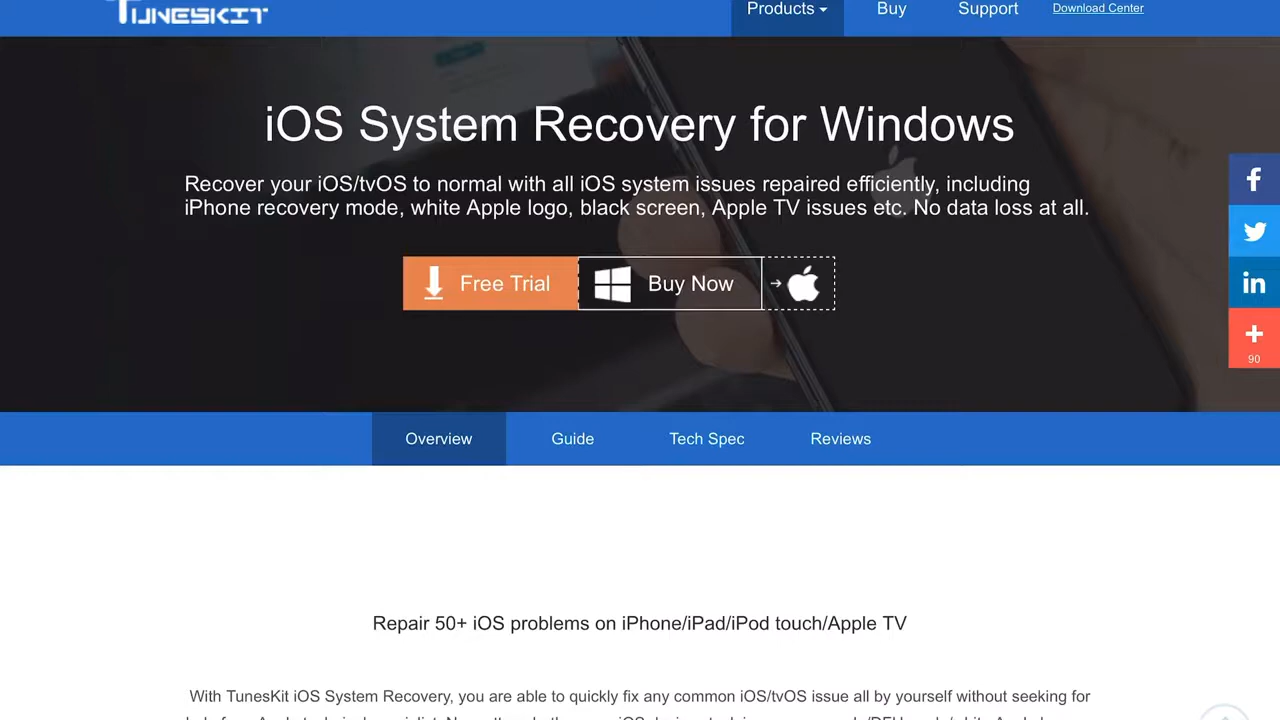 TUNESKIT
Products
Buy
Support
Download Center
iOS System Recovery for Windows
Recover your iOS/tvOS to normal with all iOS system issues repaired efficiently, including
iPhone recovery mode, white Apple logo, black screen, Apple TV issues etc. No data loss at all.
Free Trial
Buy Now
90
Overview
Guide
Tech Spec
Reviews
Repair 50+ iOS problems on iPhone/iPad/iPod touch/Apple TV
With TunesKit iOS System Recovery, you are able to quickly fix any common iOS/tvOS issue all by yourself without seeking for